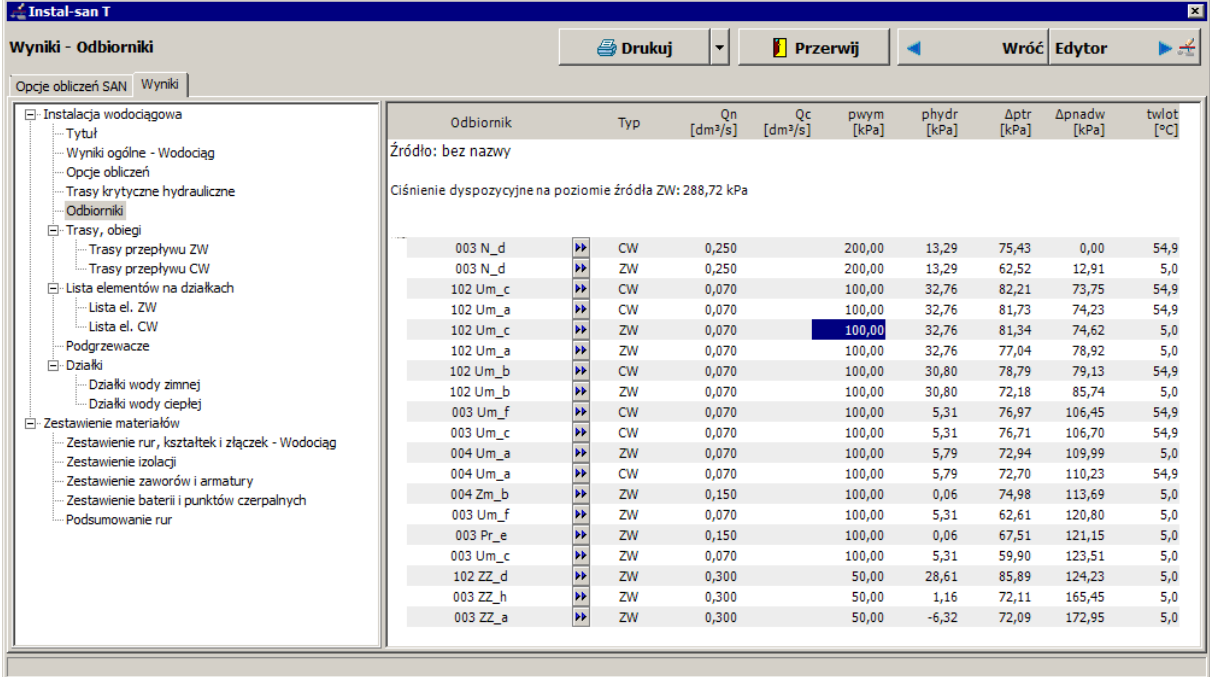 Instal-san T
Wyniki - Odbiorniki
Drukuj
Przerwij
Wróć
Edytor
Opcje obliczeń SAN
Wyniki
Instalacja wodociągowa
Tytuł
Wyniki ogólne - Wodociąg
Opcje obliczeń
Trasy krytyczne hydrauliczne
Odbiorniki
Trasy, obiegi
Trasy przepływu ZW
Trasy przepływu CW
Lista elementów na działkach
Lista el. ZW
Lista el. CW
Podgrzewacze
Działki
Działki wody zimnej
Działki wody ciepłej
Zestawienie materiałów
Zestawienie rur, kształtek i złączek - Wodociąg
Zestawienie izolacji
Zestawienie zaworów i armatury
Zestawienie baterii i punktów czerpalnych
Podsumowanie rur
Odbiornik Typ Qn [dm³/s] Qc [dm³/s] pwym [kPa] phydr [kPa] Δptr [kPa] Δpnadw [kPa] twlot [°C]
Źródło: bez nazwy
Ciśnienie dyspozycyjne na poziomie źródła ZW: 288,72 kPa
003 N_d CW 0,250 200,00 13,29 75,43 0,00 54,9
003 N_d ZW 0,250 200,00 13,29 62,52 12,91 5,0
102 Um_c CW 0,070 100,00 32,76 82,21 73,75 54,9
102 Um_a CW 0,070 100,00 32,76 81,73 74,23 54,9
102 Um_c ZW 0,070 100,00 32,76 81,34 74,62 5,0
102 Um_a ZW 0,070 100,00 32,76 77,04 78,92 5,0
102 Um_b CW 0,070 100,00 30,80 78,79 79,13 54,9
102 Um_b ZW 0,070 100,00 30,80 72,18 85,74 5,0
003 Um_f CW 0,070 100,00 5,31 76,97 106,45 54,9
003 Um_c CW 0,070 100,00 5,31 76,71 106,70 54,9
004 Um_a ZW 0,070 100,00 5,79 72,94 109,99 5,0
004 Um_a CW 0,070 100,00 5,79 72,70 110,23 54,9
004 Zm_b ZW 0,150 100,00 0,06 74,98 113,69 5,0
003 Um_f ZW 0,070 100,00 5,31 62,61 120,80 5,0
003 Pr_e ZW 0,150 100,00 0,06 67,51 121,15 5,0
003 Um_c ZW 0,070 100,00 5,31 59,90 123,51 5,0
102 ZZ_d ZW 0,300 50,00 28,61 85,89 124,23 5,0
003 ZZ_h ZW 0,300 50,00 1,16 72,11 165,45 5,0
003 ZZ_a ZW 0,300 50,00 -6,32 72,09 172,95 5,0